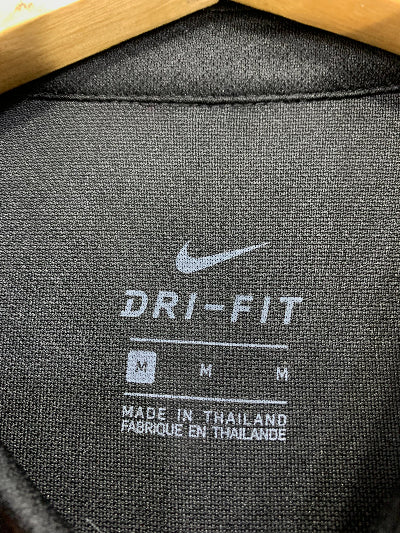 DRI-FIT
M M M
MADE IN THAILAND
FABRIQUE EN THAILANDE